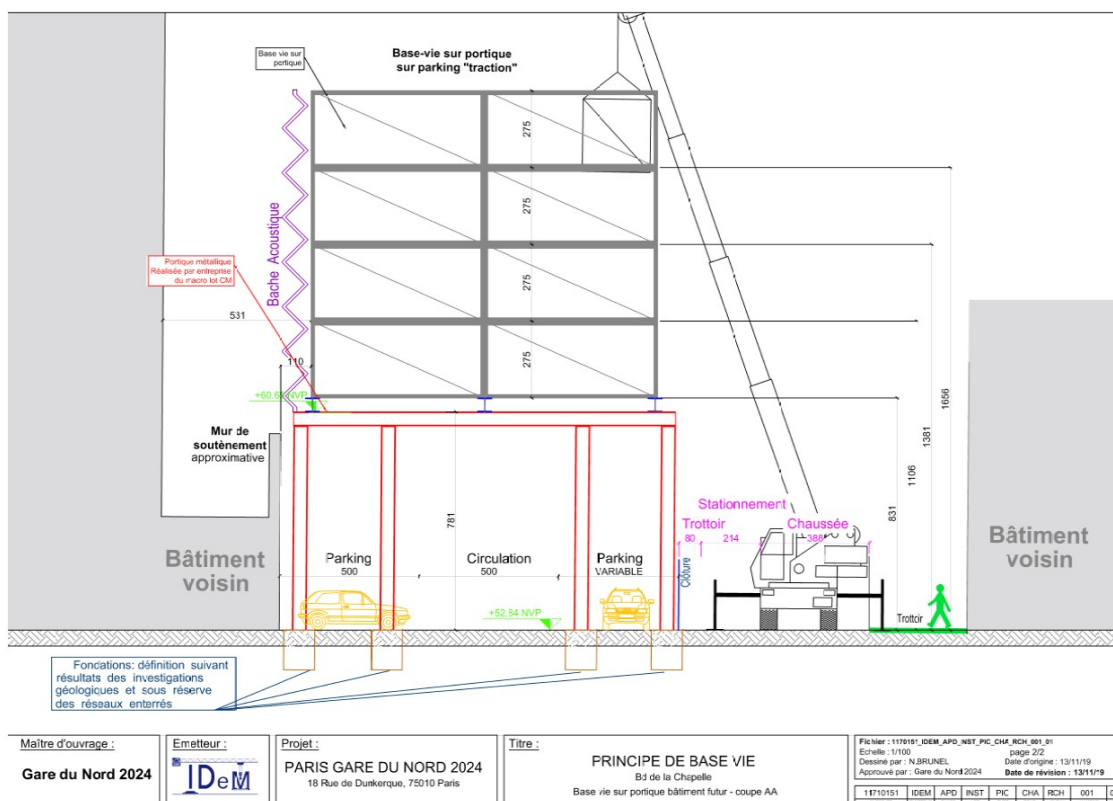 Base-vie sur portique
sur parking "traction"
Base vie sur
portique
275
275
275
275
Bache Acoustique
Portique métallique
Réalisée par entreprise
du macro lot CM
531
110
1656
1381
1106
831
Mur de
soutènement
approximative
781
Stationnement
Trottoir
Chaussée
80
214
388
Bâtiment
voisin
Bâtiment
voisin
Parking
500
Circulation
500
Parking
VARIABLE
Clôture
+52.84 NVP
Trottoir
Fondations: définition suivant
résultats des investigations
géologiques et sous réserve
des réseaux enterrés
Maître d'ouvrage :
Gare du Nord 2024
Emetteur :
IDeM
Projet :
PARIS GARE DU NORD 2024
18 Rue de Dunkerque, 75010 Paris
Titre :
PRINCIPE DE BASE VIE
Bd de la Chapelle
Base vie sur portique bâtiment futur - coupe AA
Fichier : 1170151_IDEM_APD_INST_PIC_CHA_RCH_001_01
Echelle : 1/100 page 2/2
Dessiné par : N.BRUNEL Date d'origine : 13/11/19
Approuvé par : Gare du Nord 2024 Date de révision : 13/11/19
11710151 IDEM APD INST PIC CHA RCH 001